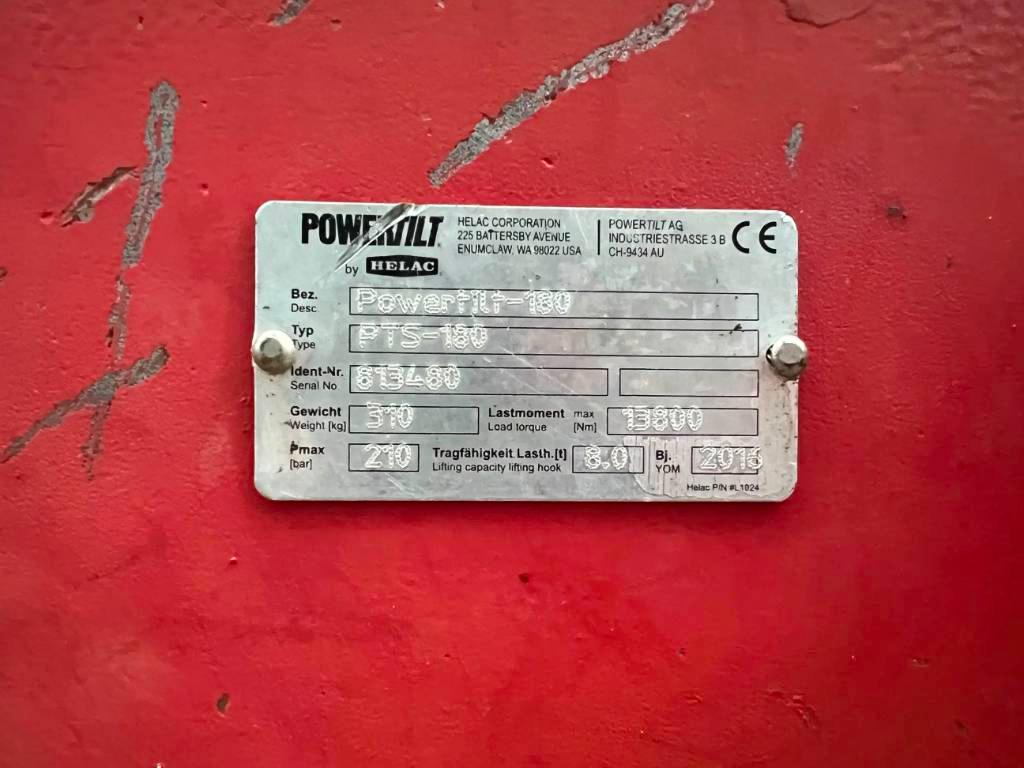 POWERTILT
by HELAC
HELAC CORPORATION
225 BATTERSBY AVENUE
ENUMCLAW, WA 98022 USA
POWERTILT AG
INDUSTRIESTRASSE 3 B
CH-9434 AU
CE
Bez. Powertilt-180
Desc.
Typ PTS-180
Type
Ident-Nr. 813480
Serial No.
Gewicht 310 Lastmoment max 13800
Weight [kg] Load torque [Nm]
Pmax 210 Tragfähigkeit Lasth.[t] 8.0 Bj. 2016
[bar] Lifting capacity lifting hook YOM
Helac P/N #L1024